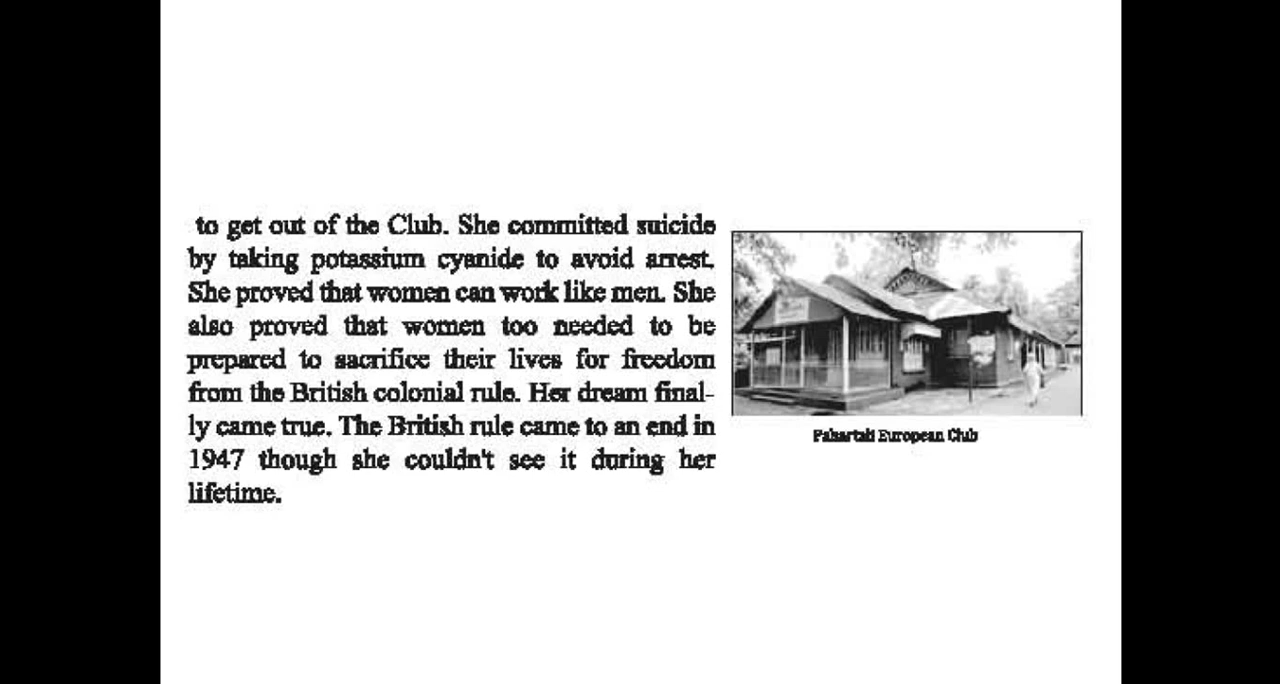 to get out of the Club. She committed suicide
by taking potassium cyanide to avoid arrest.
She proved that women can work like men. She
also proved that women too needed to be
prepared to sacrifice their lives for freedom
from the British colonial rule. Her dream final-
ly came true. The British rule came to an end in
1947 though she couldn't see it during her
lifetime.
Pahartali European Club